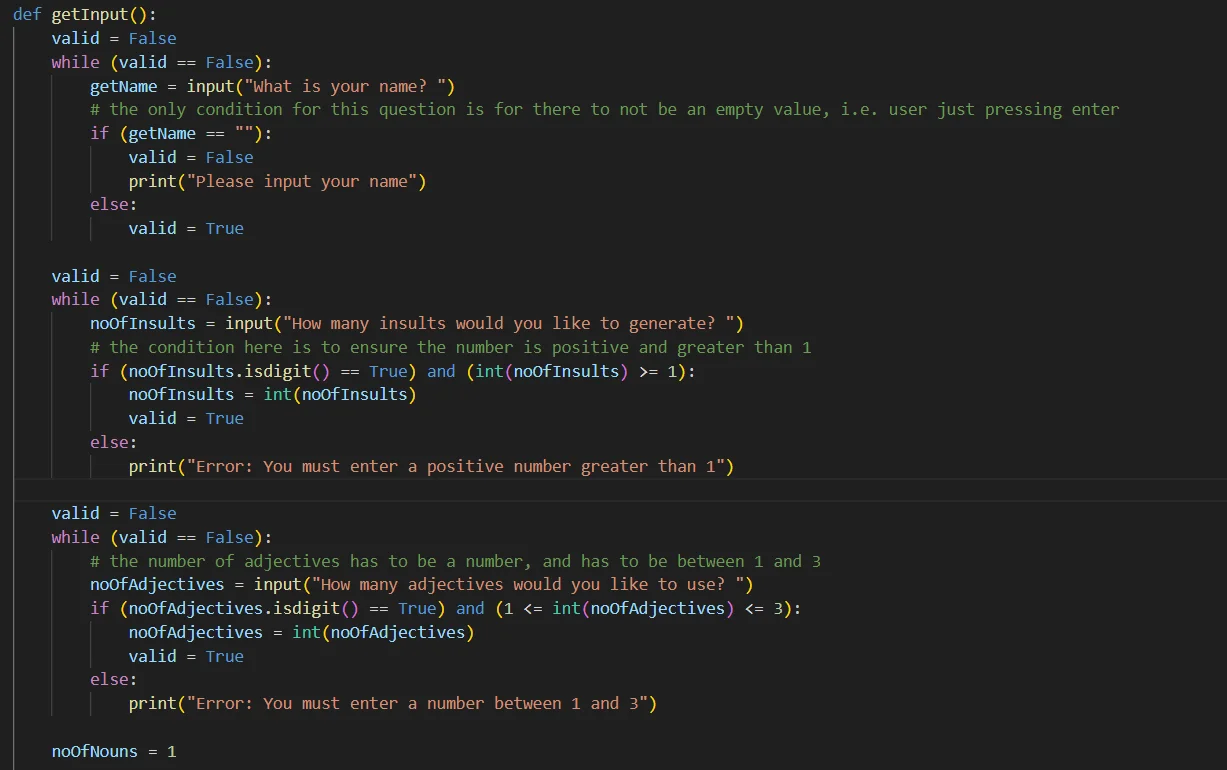 def getInput():
    valid = False
    while (valid == False):
        getName = input("What is your name? ")
        # the only condition for this question is for there to not be an empty value, i.e. user just pressing enter
        if (getName == ""):
            valid = False
            print("Please input your name")
        else:
            valid = True

    valid = False
    while (valid == False):
        noOfInsults = input("How many insults would you like to generate? ")
        # the condition here is to ensure the number is positive and greater than 1
        if (noOfInsults.isdigit() == True) and (int(noOfInsults) >= 1):
            noOfInsults = int(noOfInsults)
            valid = True
        else:
            print("Error: You must enter a positive number greater than 1")

    valid = False
    while (valid == False):
        # the number of adjectives has to be a number, and has to be between 1 and 3
        noOfAdjectives = input("How many adjectives would you like to use? ")
        if (noOfAdjectives.isdigit() == True) and (1 <= int(noOfAdjectives) <= 3):
            noOfAdjectives = int(noOfAdjectives)
            valid = True
        else:
            print("Error: You must enter a number between 1 and 3")

    noOfNouns = 1